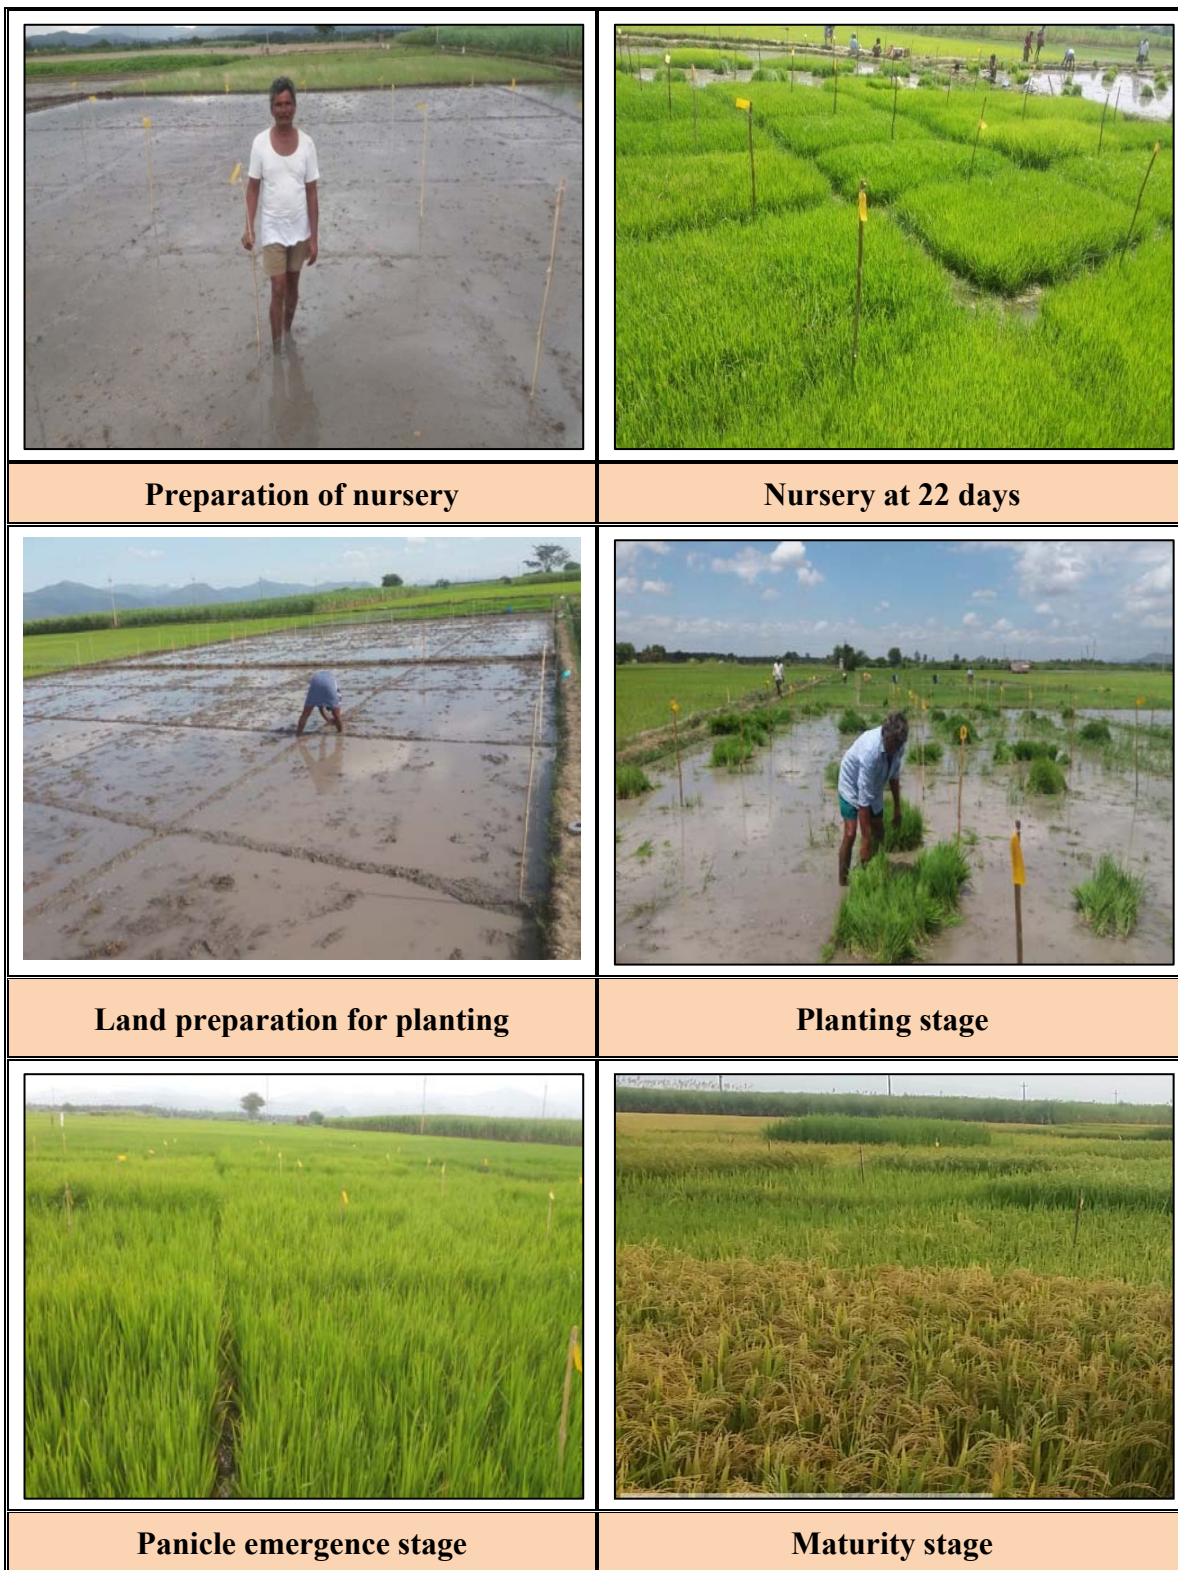 Preparation of nursery
Nursery at 22 days
Land preparation for planting
Planting stage
Panicle emergence stage
Maturity stage